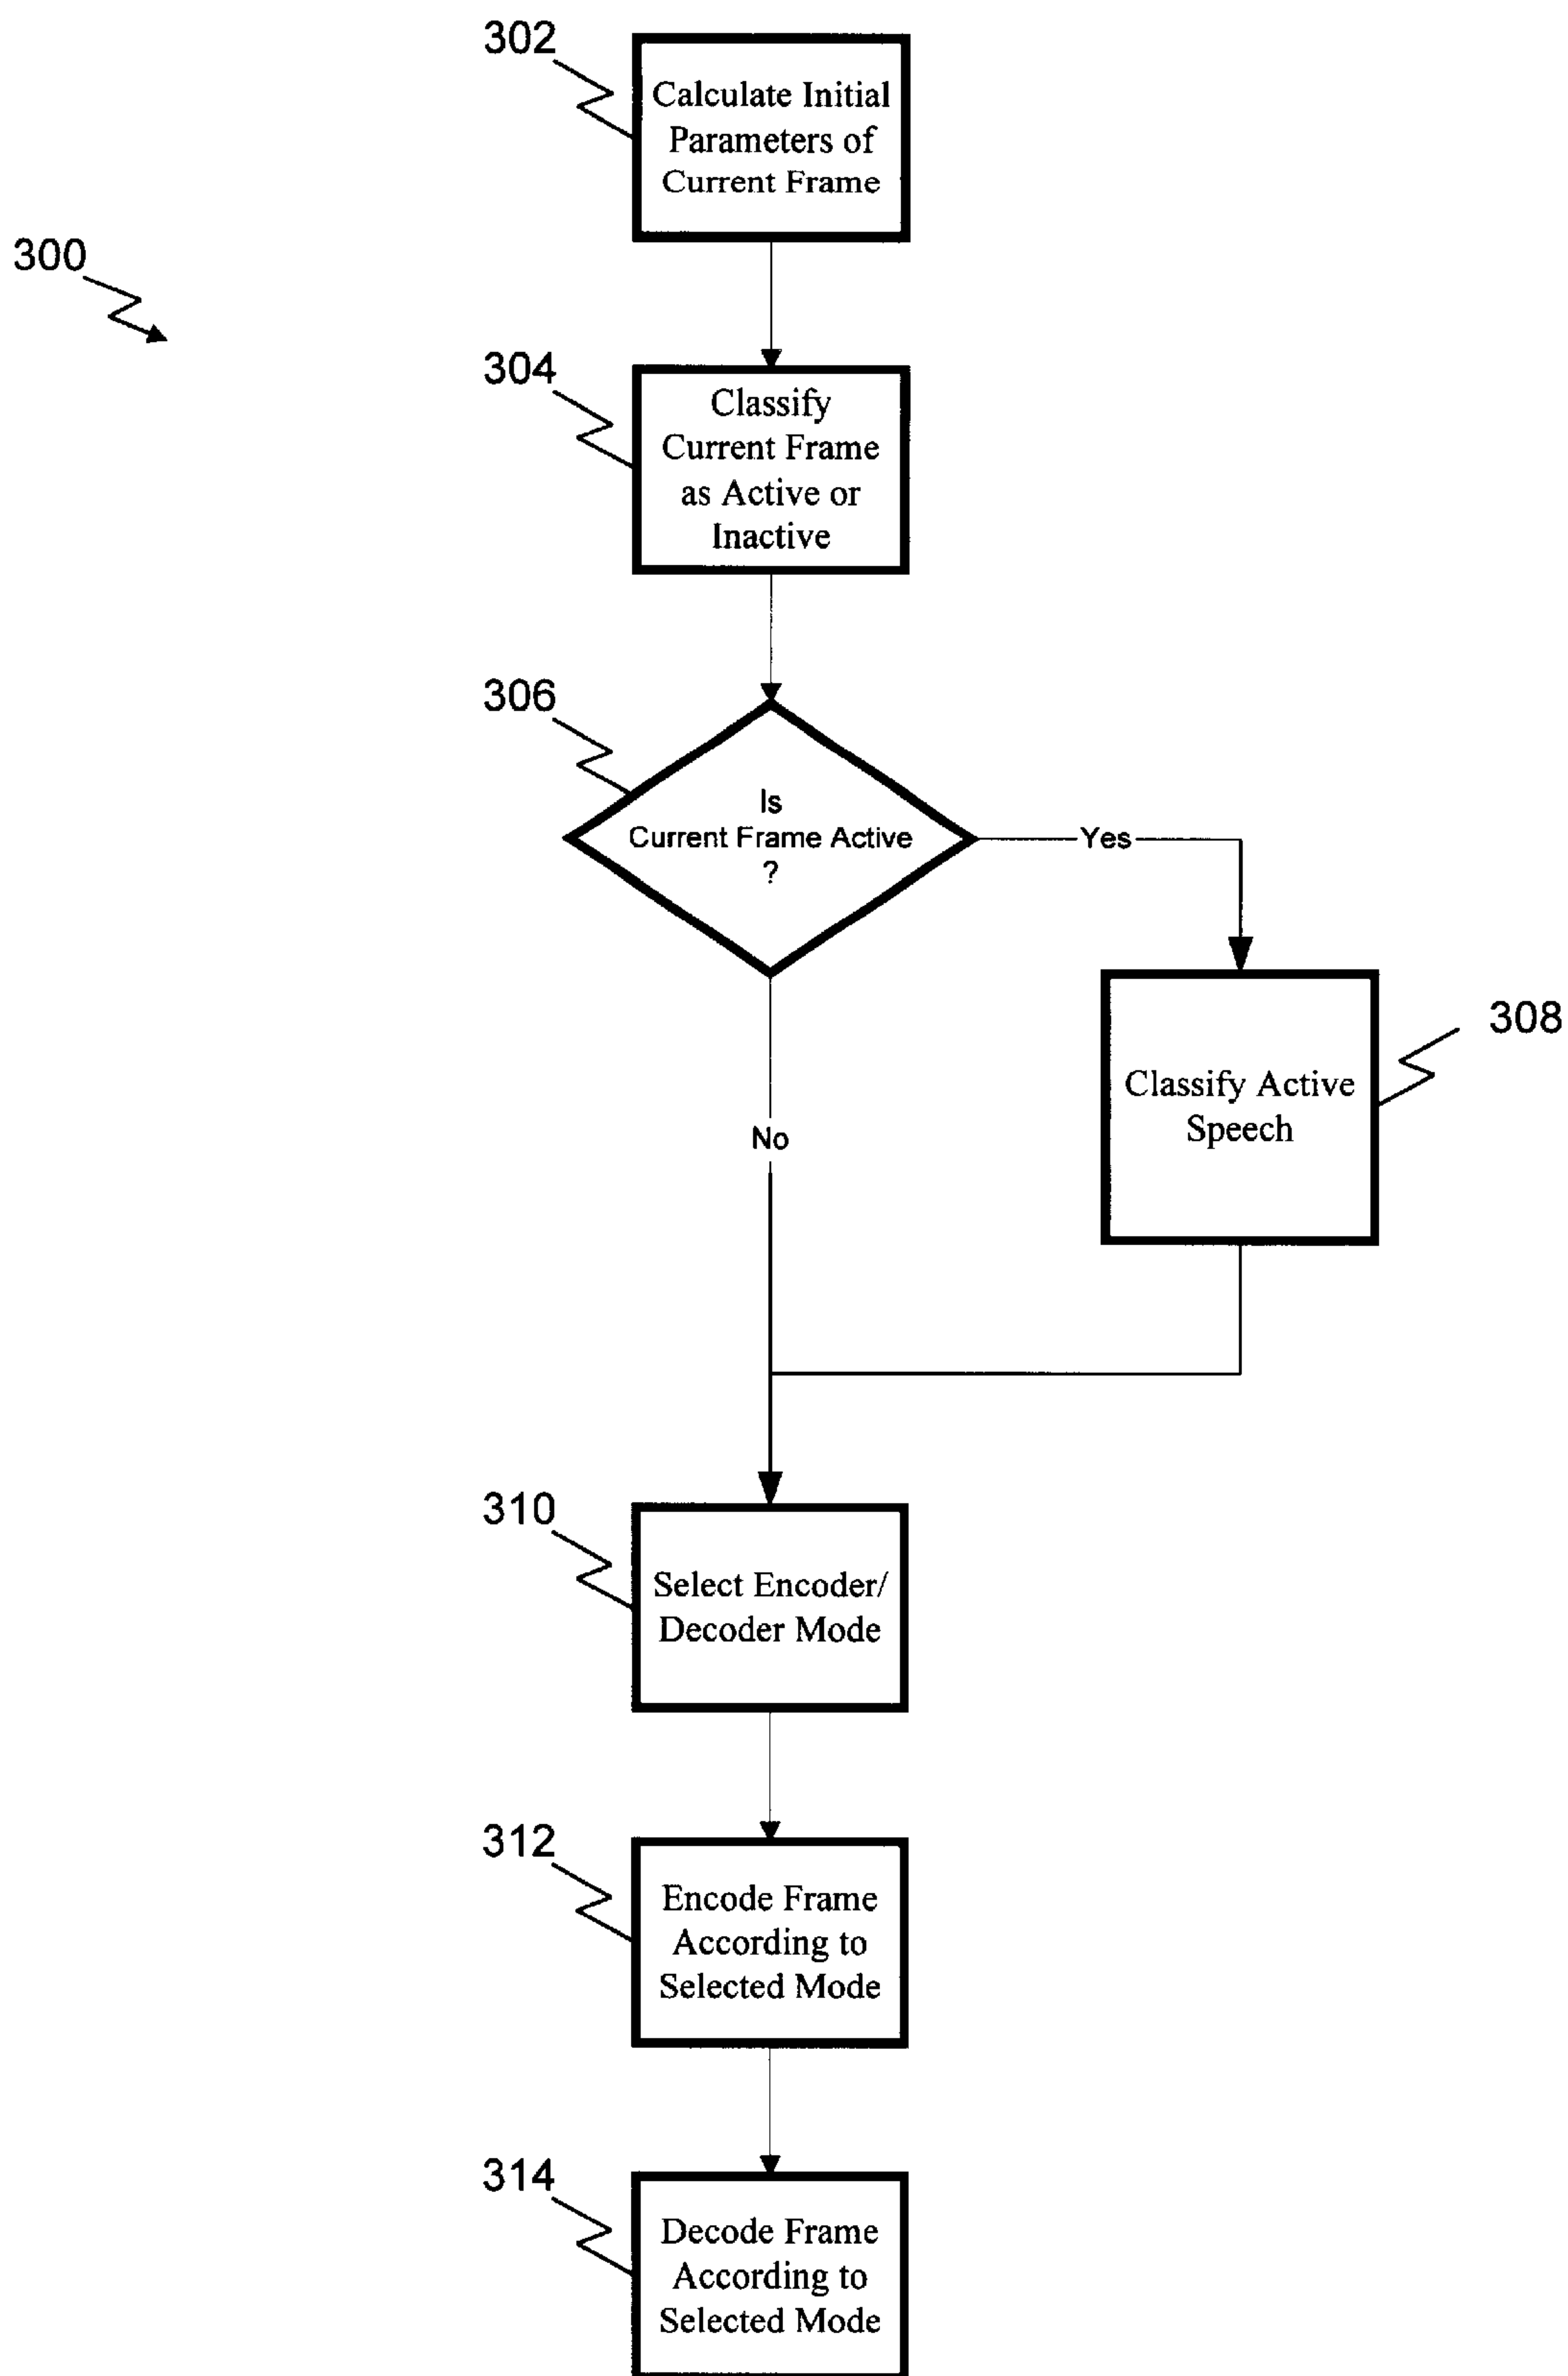 302
Calculate Initial
Parameters of
Current Frame
300
304
Classify
Current Frame
as Active or
Inactive
306
Is
Current Frame Active
?
Yes
308
Classify Active
Speech
No
310
Select Encoder/
Decoder Mode
312
Encode Frame
According to
Selected Mode
314
Decode Frame
According to
Selected Mode